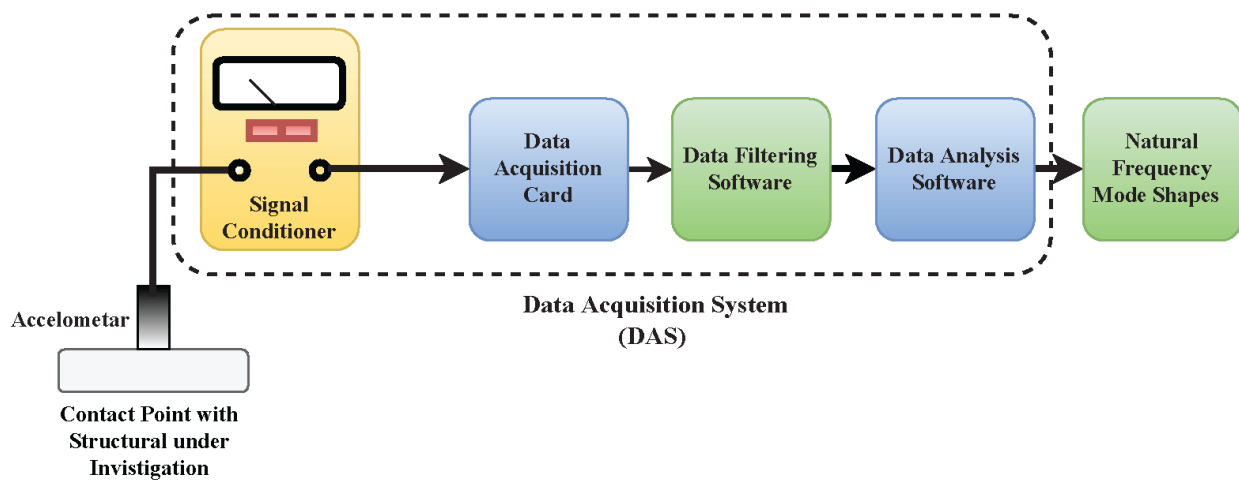 Signal
Conditioner
Data
Acquisition
Card
Data Filtering
Software
Data Analysis
Software
Natural
Frequency
Mode Shapes
Data Acquisition System
(DAS)
Accelometar
Contact Point with
Structural under
Invistigation